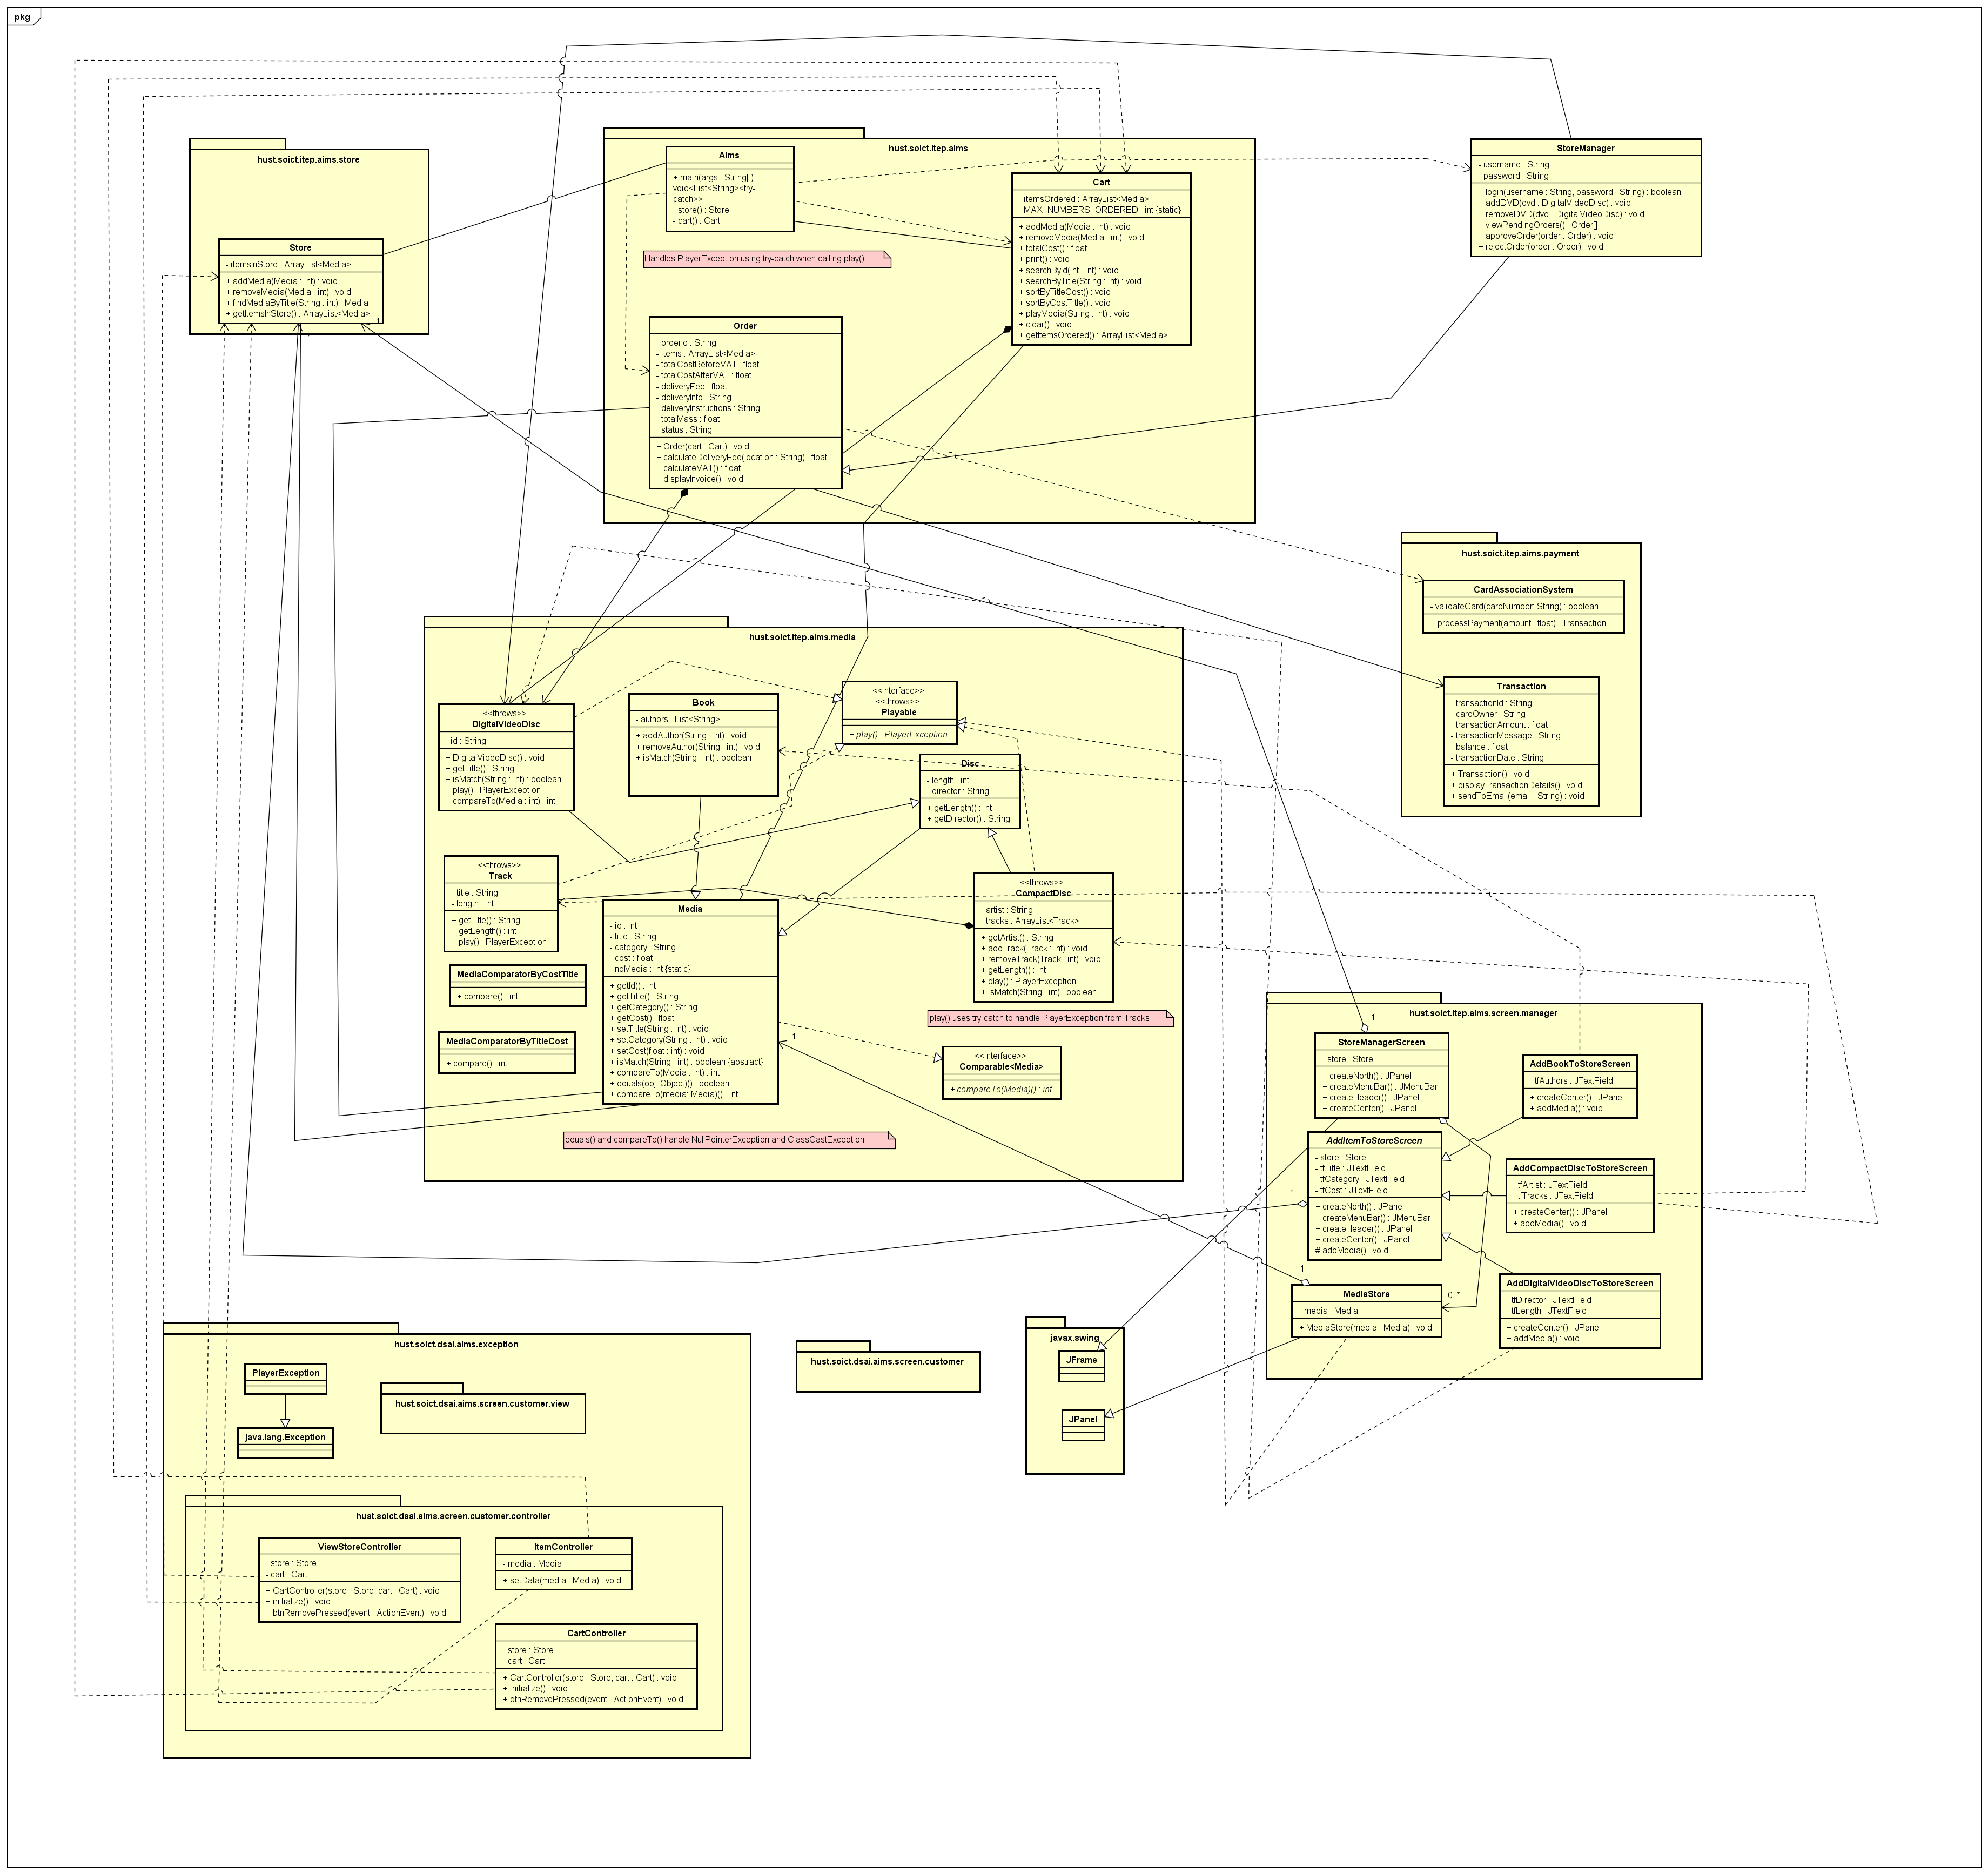 pkg
hust.soict.itep.aims.store
Store
- itemsInStore : ArrayList<Media>
+ addMedia(Media : int) : void
+ removeMedia(Media : int) : void
+ findMediaByTitle(String : int) : Media
+ getItemsInStore() : ArrayList<Media>
1
1
hust.soict.itep.aims
Aims
+ main(args : String[]) :
void<List<String><try-
catch>>
- store() : Store
- cart() : Cart
Handles PlayerException using try-catch when calling play()
Cart
- itemsOrdered : ArrayList<Media>
- MAX_NUMBERS_ORDERED : int {static}
+ addMedia(Media : int) : void
+ removeMedia(Media : int) : void
+ totalCost() : float
+ print() : void
+ searchById(int : int) : void
+ searchByTitle(String : int) : void
+ sortByTitleCost() : void
+ sortByCostTitle() : void
+ playMedia(String : int) : void
+ clear() : void
+ getItemsOrdered() : ArrayList<Media>
Order
- orderId : String
- items : ArrayList<Media>
- totalCostBeforeVAT : float
- totalCostAfterVAT : float
- deliveryFee : float
- deliveryInfo : String
- deliveryInstructions : String
- totalMass : float
- status : String
+ Order(cart : Cart) : void
+ calculateDeliveryFee(location : String) : float
+ calculateVAT() : float
+ displayInvoice() : void
StoreManager
- username : String
- password : String
+ login(username : String, password : String) : boolean
+ addDVD(dvd : DigitalVideoDisc) : void
+ removeDVD(dvd : DigitalVideoDisc) : void
+ viewPendingOrders() : Order[]
+ approveOrder(order : Order) : void
+ rejectOrder(order : Order) : void
hust.soict.itep.aims.payment
CardAssociationSystem
- validateCard(cardNumber: String) : boolean
+ processPayment(amount : float) : Transaction
Transaction
- transactionId : String
- cardOwner : String
- transactionAmount : float
- transactionMessage : String
- balance : float
- transactionDate : String
+ Transaction() : void
+ displayTransactionDetails() : void
+ sendToEmail(email : String) : void
hust.soict.itep.aims.media
<<throws>>
DigitalVideoDisc
- id : String
+ DigitalVideoDisc() : void
+ getTitle() : String
+ isMatch(String : int) : boolean
+ play() : PlayerException
+ compareTo(Media : int) : int
Book
- authors : List<String>
+ addAuthor(String : int) : void
+ removeAuthor(String : int) : void
+ isMatch(String : int) : boolean
<<interface>>
<<throws>>
Playable
+ play() : PlayerException
Disc
- length : int
- director : String
+ getLength() : int
+ getDirector() : String
<<throws>>
Track
- title : String
- length : int
+ getTitle() : String
+ getLength() : int
+ play() : PlayerException
<<throws>>
CompactDisc
- artist : String
- tracks : ArrayList<Track>
+ getArtist() : String
+ addTrack(Track : int) : void
+ removeTrack(Track : int) : void
+ getLength() : int
+ play() : PlayerException
+ isMatch(String : int) : boolean
play() uses try-catch to handle PlayerException from Tracks
Media
- id : int
- title : String
- category : String
- cost : float
- nbMedia : int {static}
+ getId() : int
+ getTitle() : String
+ getCategory() : String
+ getCost() : float
+ setTitle(String : int) : void
+ setCategory(String : int) : void
+ setCost(float : int) : void
+ isMatch(String : int) : boolean {abstract}
+ compareTo(Media : int) : int
+ equals(obj: Object)() : boolean
+ compareTo(media: Media)() : int
1
MediaComparatorByCostTitle
+ compare() : int
MediaComparatorByTitleCost
+ compare() : int
<<interface>>
Comparable<Media>
+ compareTo(Media)() : int
equals() and compareTo() handle NullPointerException and ClassCastException
hust.soict.itep.aims.screen.manager
1
StoreManagerScreen
- store : Store
+ createNorth() : JPanel
+ createMenuBar() : JMenuBar
+ createHeader() : JPanel
+ createCenter() : JPanel
AddBookToStoreScreen
- tfAuthors : JTextField
+ createCenter() : JPanel
+ addMedia() : void
AddItemToStoreScreen
- store : Store
- tfTitle : JTextField
- tfCategory : JTextField
- tfCost : JTextField
+ createNorth() : JPanel
+ createMenuBar() : JMenuBar
+ createHeader() : JPanel
+ createCenter() : JPanel
# addMedia() : void
1
AddCompactDiscToStoreScreen
- tfArtist : JTextField
- tfTracks : JTextField
+ createCenter() : JPanel
+ addMedia() : void
AddDigitalVideoDiscToStoreScreen
- tfDirector : JTextField
- tfLength : JTextField
+ createCenter() : JPanel
+ addMedia() : void
1
0..*
MediaStore
- media : Media
+ MediaStore(media : Media) : void
javax.swing
JFrame
JPanel
hust.soict.dsai.aims.screen.customer
hust.soict.dsai.aims.exception
PlayerException
java.lang.Exception
hust.soict.dsai.aims.screen.customer.view
hust.soict.dsai.aims.screen.customer.controller
ViewStoreController
- store : Store
- cart : Cart
+ CartController(store : Store, cart : Cart) : void
+ initialize() : void
+ btnRemovePressed(event : ActionEvent) : void
ItemController
- media : Media
+ setData(media : Media) : void
CartController
- store : Store
- cart : Cart
+ CartController(store : Store, cart : Cart) : void
+ initialize() : void
+ btnRemovePressed(event : ActionEvent) : void